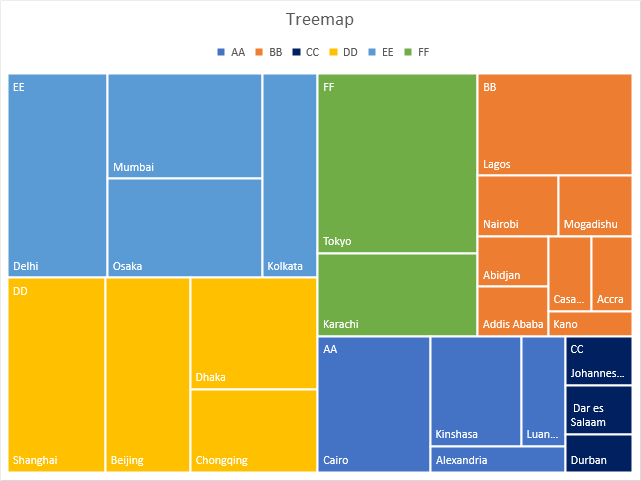 Treemap
AA BB CC DD EE FF
EE
Delhi
Mumbai
Osaka
Kolkata
DD
Shanghai
Beijing
Dhaka
Chongqing
FF
Tokyo
Karachi
BB
Lagos
Nairobi
Mogadishu
Abidjan
Addis Ababa
Casa...
Accra
Kano
AA
Cairo
Kinshasa
Luan...
Alexandria
CC
Johannes...
Dar es
Salaam
Durban